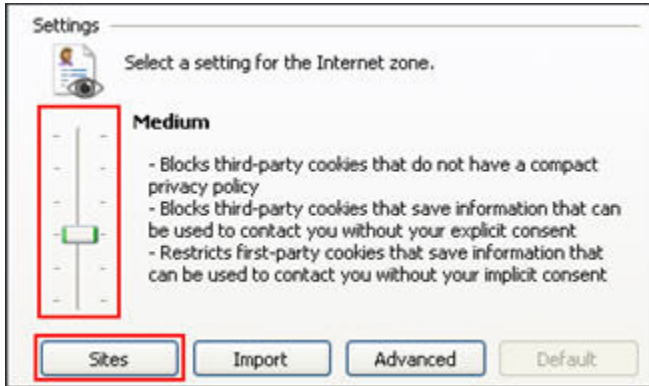 Settings
Select a setting for the Internet zone.
Medium
- Blocks third-party cookies that do not have a compact
privacy policy
- Blocks third-party cookies that save information that can
be used to contact you without your explicit consent
- Restricts first-party cookies that save information that
can be used to contact you without your implicit consent
Sites Import Advanced Default